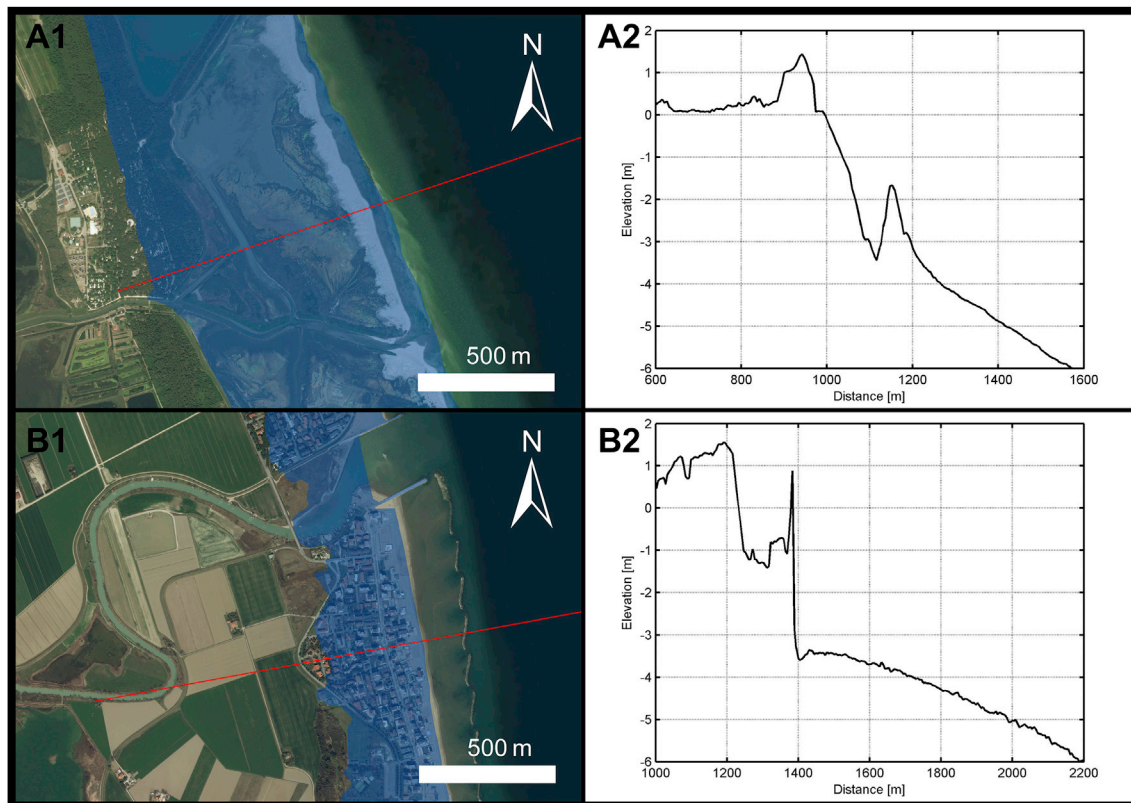 A1
N
500 m
A2
2
1
0
-1
-2
-3
-4
-5
-6
Elevation [m]
600 800 1000 1200 1400 1600
Distance [m]
B1
N
500 m
B2
2
1
0
-1
-2
-3
-4
-5
-6
Elevation [m]
1000 1200 1400 1600 1800 2000 2200
Distance [m]